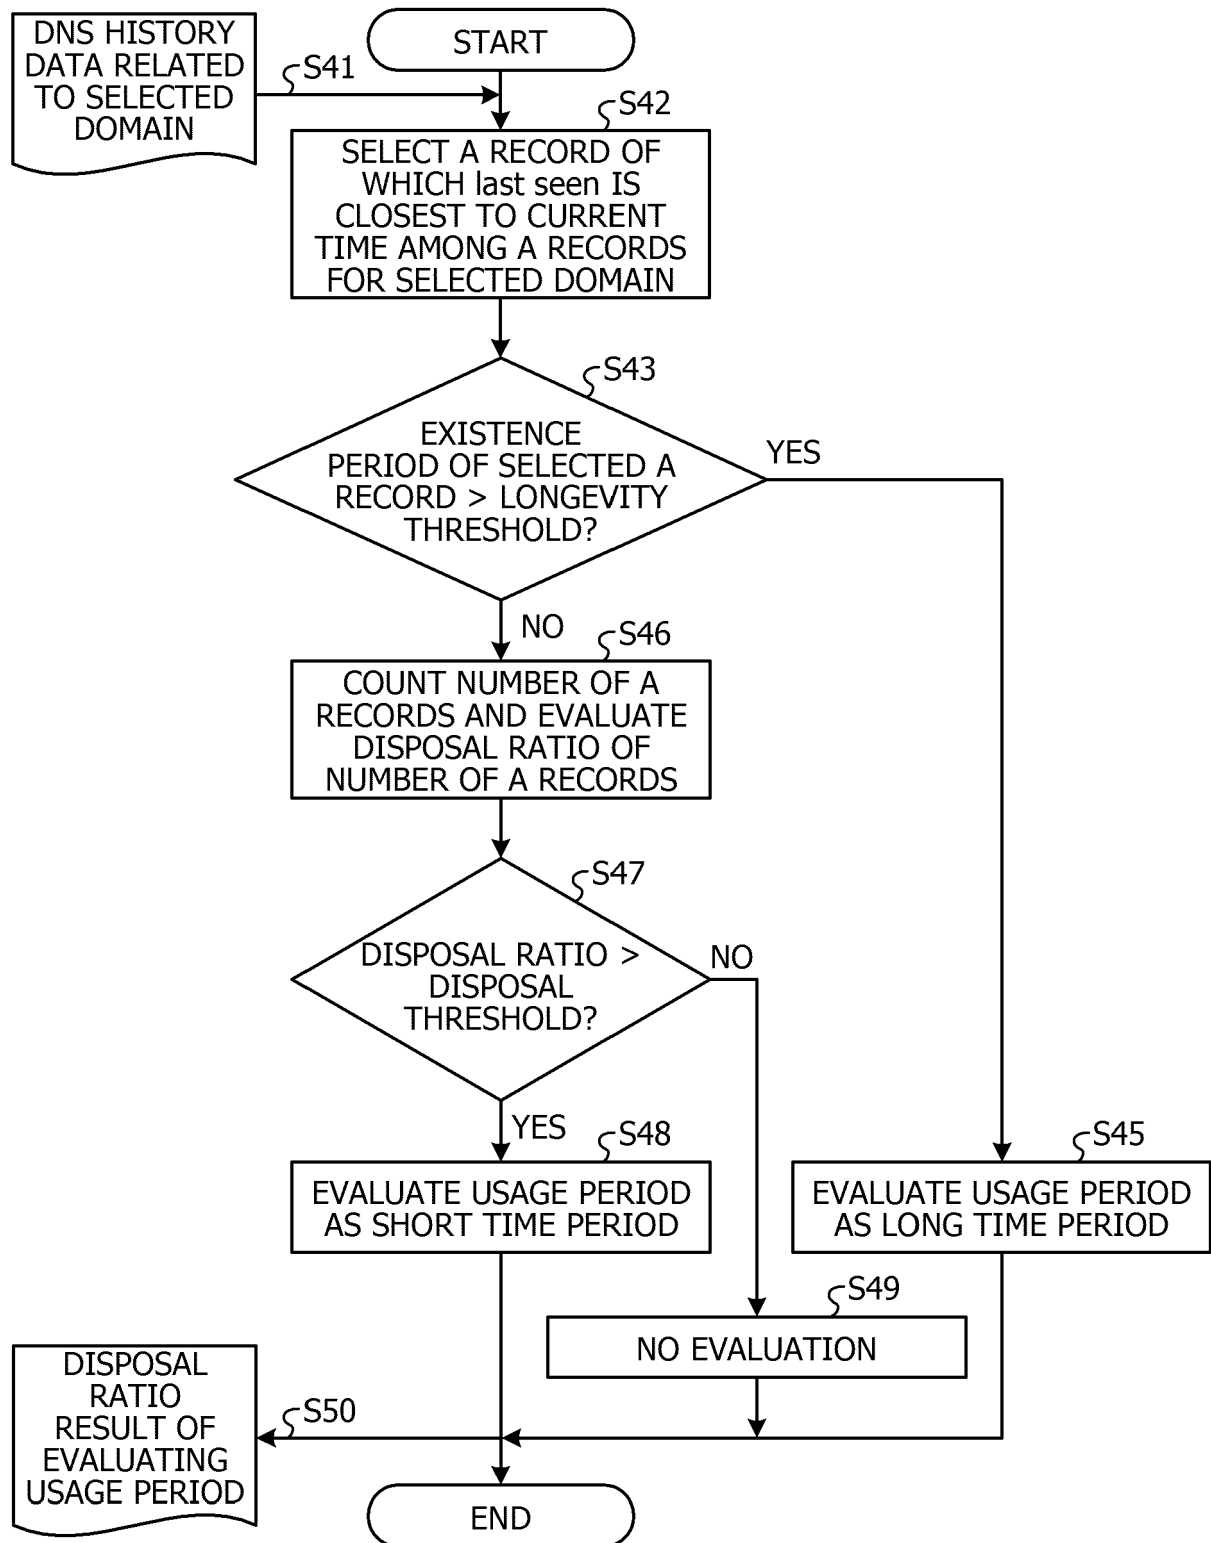 DNS HISTORY
DATA RELATED
TO SELECTED
DOMAIN
START
S41
S42
SELECT A RECORD OF
WHICH last seen IS
CLOSEST TO CURRENT
TIME AMONG A RECORDS
FOR SELECTED DOMAIN
S43
EXISTENCE
PERIOD OF SELECTED A
RECORD > LONGEVITY
THRESHOLD?
YES
NO
S46
COUNT NUMBER OF A
RECORDS AND EVALUATE
DISPOSAL RATIO OF
NUMBER OF A RECORDS
S47
DISPOSAL RATIO >
DISPOSAL
THRESHOLD?
NO
YES
S48
EVALUATE USAGE PERIOD
AS SHORT TIME PERIOD
S45
EVALUATE USAGE PERIOD
AS LONG TIME PERIOD
S49
NO EVALUATION
DISPOSAL
RATIO
RESULT OF
EVALUATING
USAGE PERIOD
S50
END